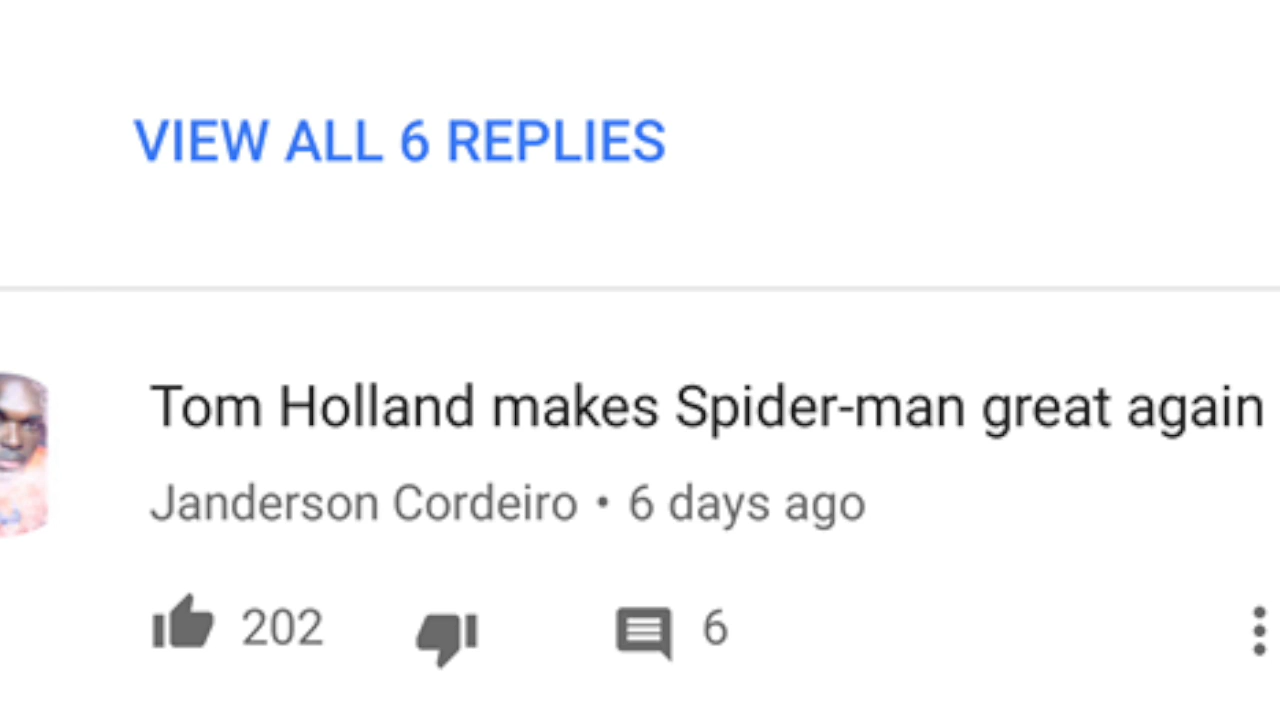 VIEW ALL 6 REPLIES
Tom Holland makes Spider-man great again
Janderson Cordeiro • 6 days ago
202 6